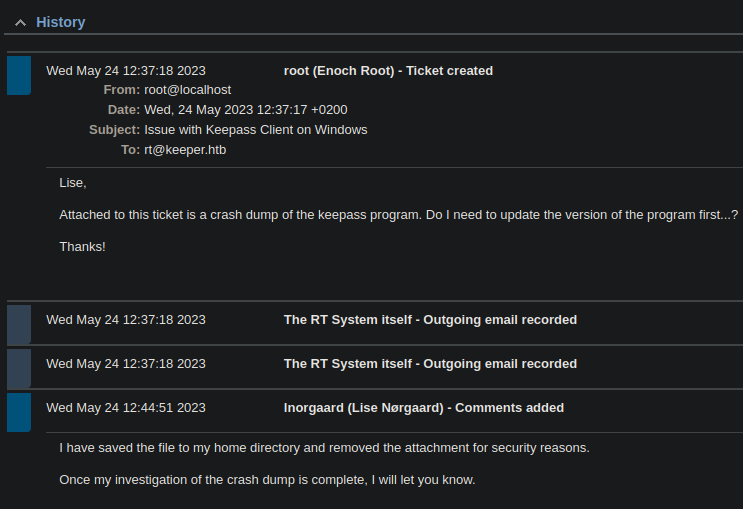 History
Wed May 24 12:37:18 2023 root (Enoch Root) - Ticket created
From: root@localhost
Date: Wed, 24 May 2023 12:37:17 +0200
Subject: Issue with Keepass Client on Windows
To: rt@keeper.htb
Lise,
Attached to this ticket is a crash dump of the keepass program. Do I need to update the version of the program first...?
Thanks!
Wed May 24 12:37:18 2023 The RT System itself - Outgoing email recorded
Wed May 24 12:37:18 2023 The RT System itself - Outgoing email recorded
Wed May 24 12:44:51 2023 lnorgaard (Lise Nørgaard) - Comments added
I have saved the file to my home directory and removed the attachment for security reasons.
Once my investigation of the crash dump is complete, I will let you know.